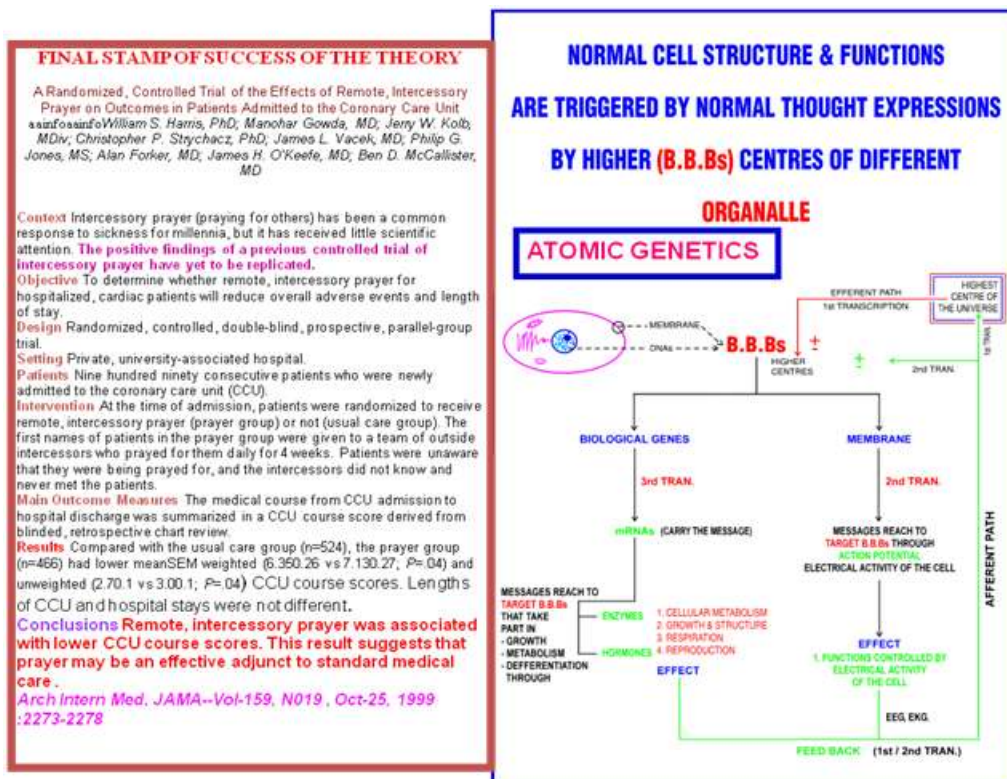 FINAL STAMP OF SUCCESS OF THE THEORY
A Randomized, Controlled Trial of the Effects of Remote, Intercessory
Prayer on Outcomes in Patients Admitted to the Coronary Care Unit
aainfoaainfoWilliam S. Harris, PhD; Manohar Gowda, MD; Jerry W. Kolb,
MDiv; Christopher P. Strychacz, PhD; James L. Vacek, MD; Philip G.
Jones, MS; Alan Forker, MD; James H. O'Keefe, MD; Ben D. McCallister,
MD
Context Intercessory prayer (praying for others) has been a common
response to sickness for millennia, but it has received little scientific
attention. The positive findings of a previous controlled trial of
intercessory prayer have yet to be replicated.
Objective To determine whether remote, intercessory prayer for
hospitalized, cardiac patients will reduce overall adverse events and length
of stay.
Design Randomized, controlled, double-blind, prospective, parallel-group
trial.
Setting Private, university-associated hospital.
Patients Nine hundred ninety consecutive patients who were newly
admitted to the coronary care unit (CCU).
Intervention At the time of admission, patients were randomized to receive
remote, intercessory prayer (prayer group) or not (usual care group). The
first names of patients in the prayer group were given to a team of outside
intercessors who prayed for them daily for 4 weeks. Patients were unaware
that they were being prayed for, and the intercessors did not know and
never met the patients.
Main Outcome Measures The medical course from CCU admission to
hospital discharge was summarized in a CCU course score derived from
blinded, retrospective chart review.
Results Compared with the usual care group (n=524), the prayer group
(n=466) had lower meanSEM weighted (6.350.26 vs 7.130.27; P=.04) and
unweighted (2.70.1 vs 3.00.1; P=.04) CCU course scores. Lengths
of CCU and hospital stays were not different.
Conclusions Remote, intercessory prayer was associated
with lower CCU course scores. This result suggests that
prayer may be an effective adjunct to standard medical
care .
Arch Intern Med. JAMA--Vol-159, N019 , Oct-25, 1999
:2273-2278
NORMAL CELL STRUCTURE & FUNCTIONS
ARE TRIGGERED BY NORMAL THOUGHT EXPRESSIONS
BY HIGHER (B.B.Bs) CENTRES OF DIFFERENT
ORGANALLE
ATOMIC GENETICS
HIGHEST
CENTRE OF
THE UNIVERSE
EFFERENT PATH
1st TRANSCRIPTION
MEMBRANE
DNAs
B.B.Bs
±
HIGHER
CENTRES
±
2nd TRAN.
1st TRAN.
BIOLOGICAL GENES
MEMBRANE
3rd TRAN.
2nd TRAN.
mRNAs (CARRY THE MESSAGE)
MESSAGES REACH TO
TARGET B.B.Bs THROUGH
ACTION POTENTIAL
ELECTRICAL ACTIVITY OF THE CELL
AFFERENT PATH
MESSAGES REACH TO
TARGET B.B.Bs
THAT TAKE
PART IN
- GROWTH
- METABOLISM
- DEFFERENTIATION
THROUGH
ENZYMES
HORMONES
1. CELLULAR METABOLISM
2. GROWTH & STRUCTURE
3. RESPIRATION
4. REPRODUCTION
EFFECT
EFFECT
1. FUNCTIONS CONTROLLED BY
ELECTRICAL ACTIVITY
OF THE CELL
EEG, EKG.
FEED BACK (1st / 2nd TRAN.)